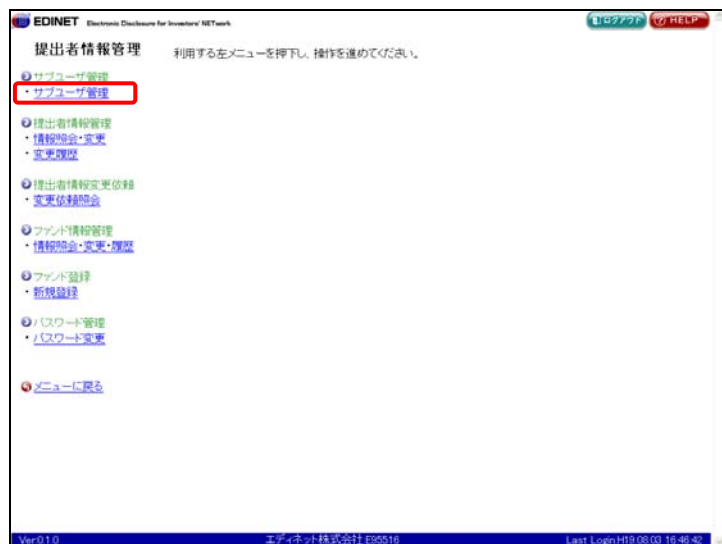 EDINET Electronic Disclosure for Investors' NETwork
ログアウト
HELP
提出者情報管理
利用する左メニューを押下し、操作を進めてください。
サブユーザ管理
・サブユーザ管理
提出者情報管理
・情報照会・変更
・変更履歴
提出者情報変更依頼
・変更依頼照会
ファンド情報管理
・情報照会・変更・履歴
ファンド登録
・新規登録
パスワード管理
・パスワード変更
メニューに戻る
Ver.0.1.0
エディネット株式会社 E95516
Last Login:H19.08.03 16:46:42